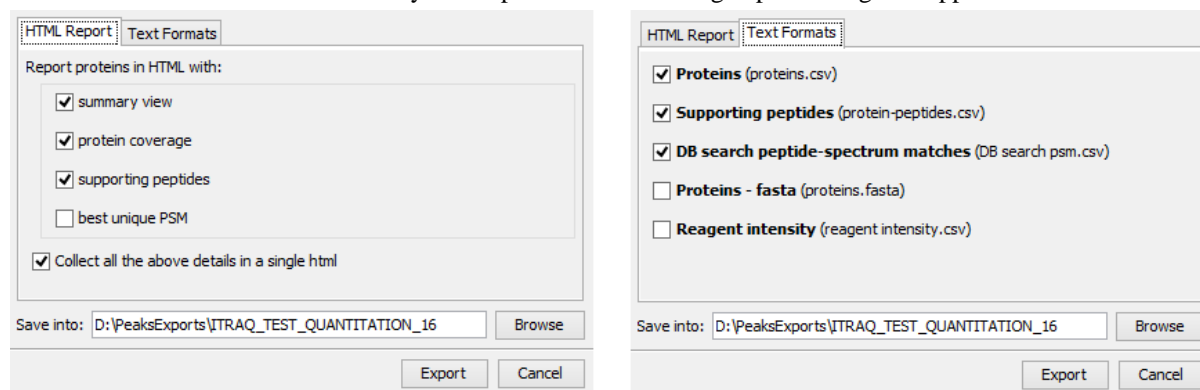 HTML Report Text Formats
Report proteins in HTML with:
summary view
protein coverage
supporting peptides
best unique PSM
Collect all the above details in a single html
Save into: D:\PeaksExports\ITRAQ_TEST_QUANTITATION_16 Browse
Export Cancel
HTML Report Text Formats
Proteins (proteins.csv)
Supporting peptides (protein-peptides.csv)
DB search peptide-spectrum matches (DB search psm.csv)
Proteins - fasta (proteins.fasta)
Reagent intensity (reagent intensity.csv)
Save into: D:\PeaksExports\ITRAQ_TEST_QUANTITATION_16 Browse
Export Cancel